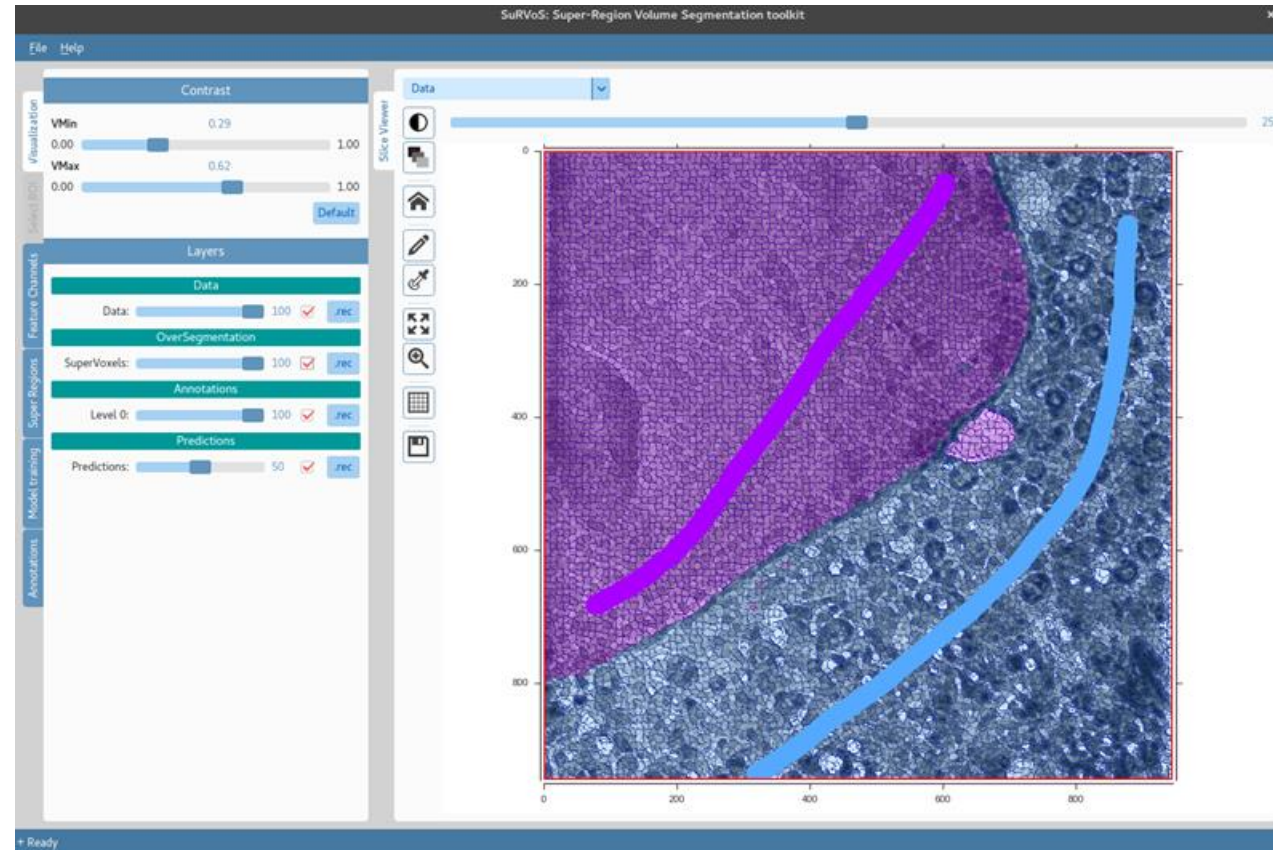 SuRVoS: Super-Region Volume Segmentation toolkit
File Help
Visualization
Select ROI
Feature Channels
Super Regions
Model training
Annotations
Contrast
VMin 0.29
0.00 1.00
VMax 0.62
0.00 1.00
Default
Layers
Data
Data: 100 .rec
OverSegmentation
SuperVoxels: 100 .rec
Annotations
Level 0: 100 .rec
Predictions
Predictions: 50 .rec
Slice Viewer
Data
0
200
400
600
800
0 200 400 600 800
+ Ready